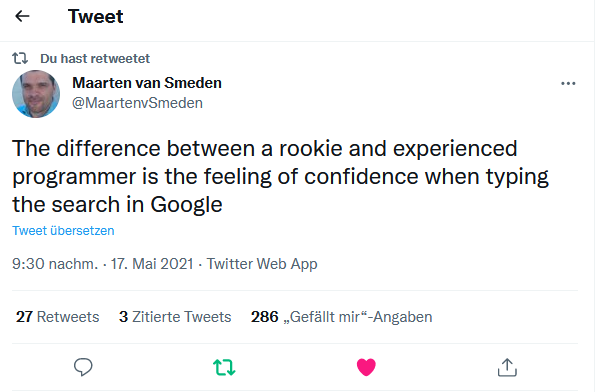 Tweet
Du hast retweetet
Maarten van Smeden
@MaartenvSmeden
The difference between a rookie and experienced
programmer is the feeling of confidence when typing
the search in Google
Tweet übersetzen
9:30 nachm. · 17. Mai 2021 · Twitter Web App
27 Retweets 3 Zitierte Tweets 286 „Gefällt mir“-Angaben